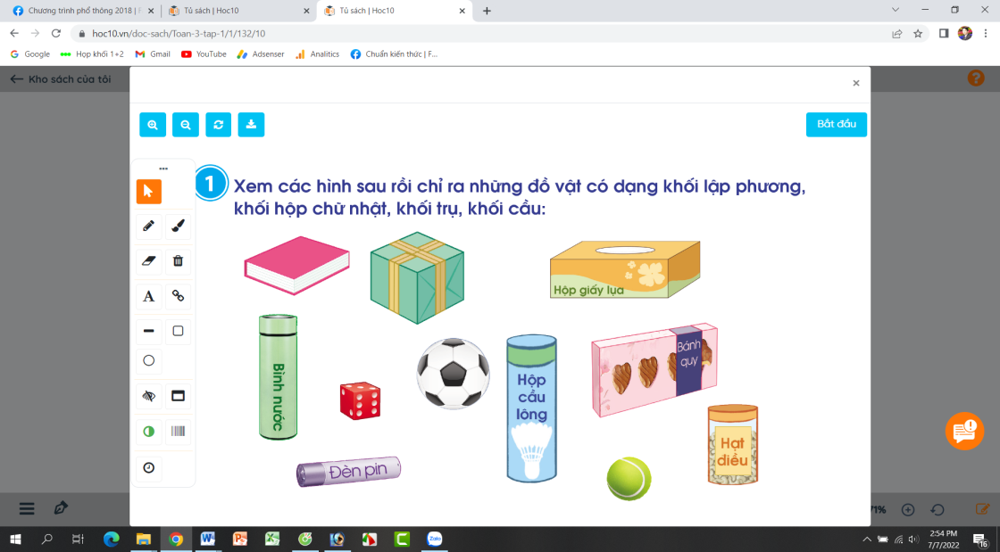 Chương trình phổ thông 2018 | F
Tủ sách | Hoc10
Tủ sách | Hoc10
hoc10.vn/doc-sach/Toan-3-tap-1/1/132/10
Google
Họp khối 1+2
Gmail
YouTube
Adsenser
Analitics
Chuẩn kiến thức | F...
Kho sách của tôi
Bắt đầu
1
Xem các hình sau rồi chỉ ra những đồ vật có dạng khối lập phương,
khối hộp chữ nhật, khối trụ, khối cầu:
Hộp giấy lụa
Bình nước
Hộp
cầu
lông
Bánh
quy
Hạt
điều
Đèn pin
71%
2:54 PM
7/7/2022
16
Zalo